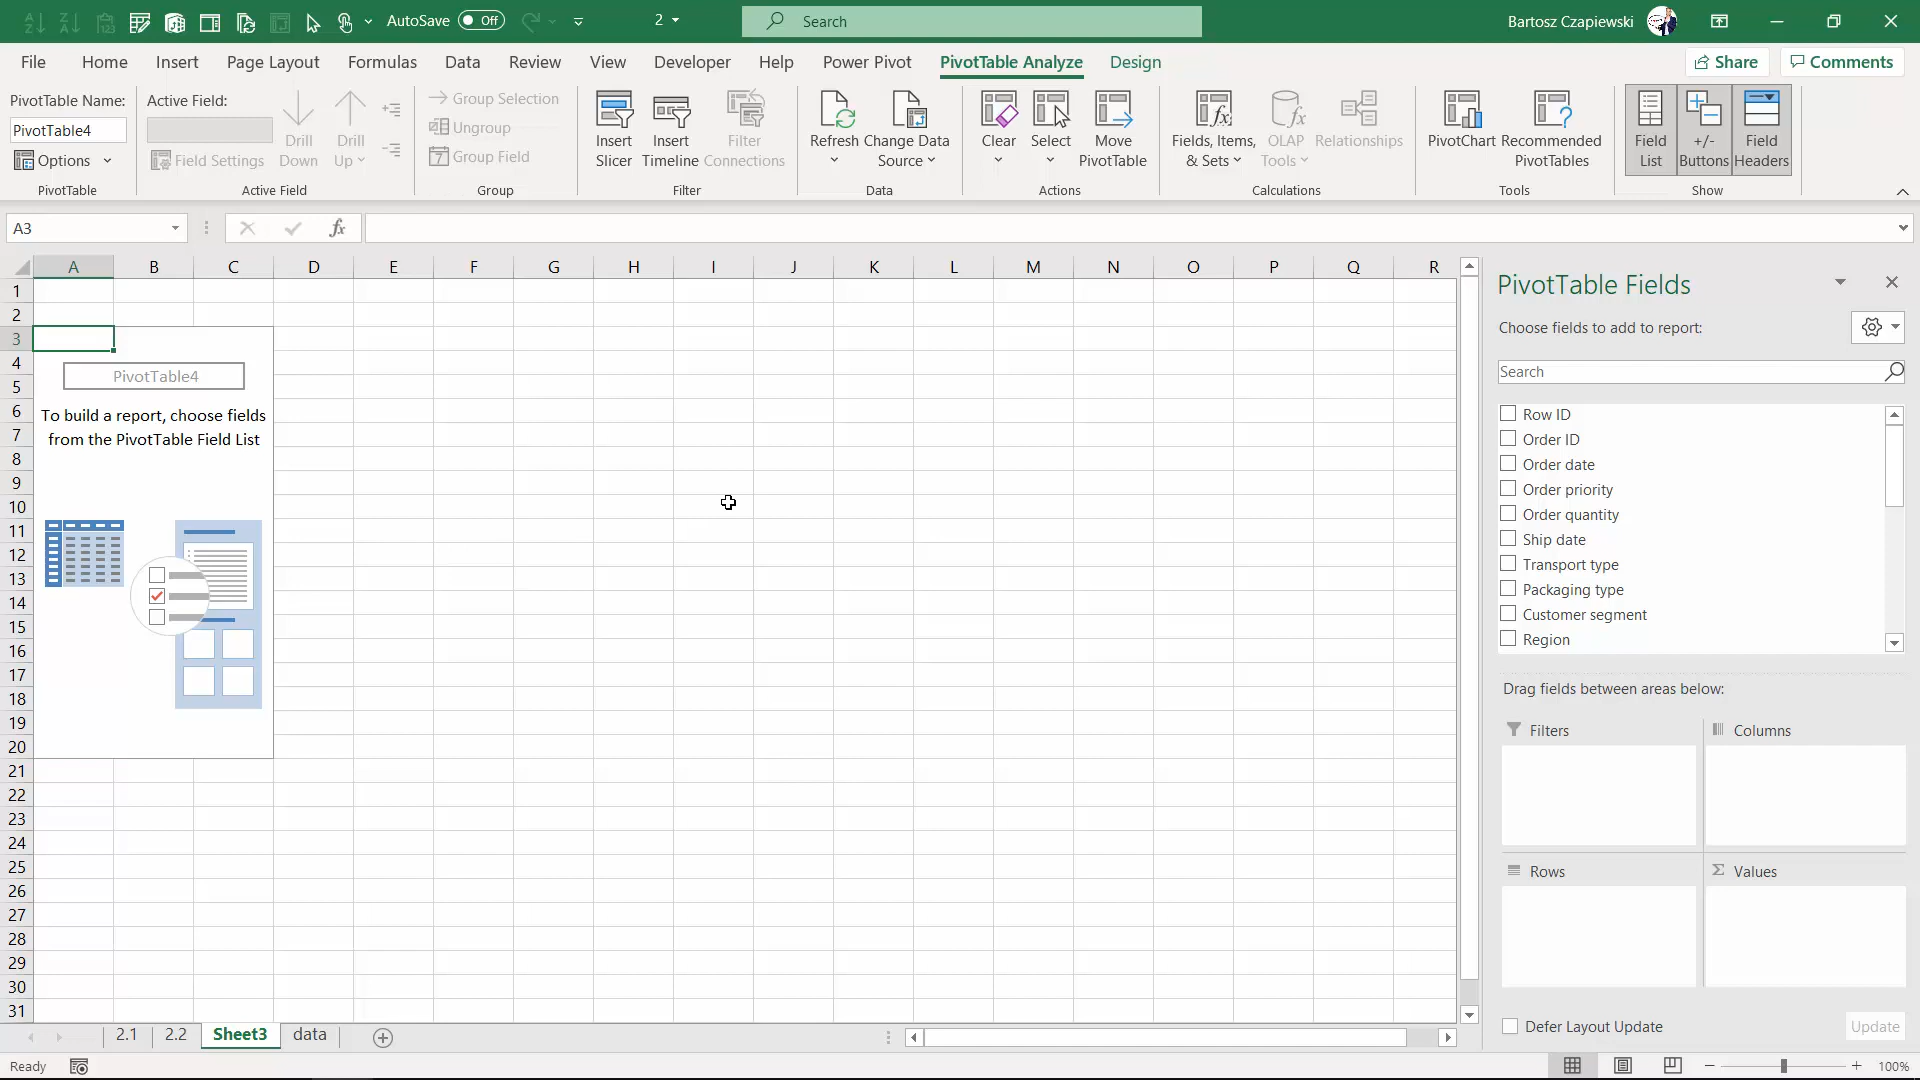 AutoSave Off
2
Search
Bartosz Czapiewski
File Home Insert Page Layout Formulas Data Review View Developer Help Power Pivot PivotTable Analyze Design
Share Comments
PivotTable Name:
PivotTable4
Options
PivotTable
Active Field:
Field Settings
Drill Down
Drill Up
Active Field
Group Selection
Ungroup
Group Field
Group
Insert Slicer
Insert Timeline
Filter Connections
Filter
Refresh
Change Data Source
Data
Clear
Select
Move PivotTable
Actions
Fields, Items, & Sets
OLAP Tools
Relationships
Calculations
PivotChart
Recommended PivotTables
Tools
Field List
+/- Buttons
Field Headers
Show
A3
fx
A B C D E F G H I J K L M N O P Q R
1
2
3
4
5
6
7
8
9
10
11
12
13
14
15
16
17
18
19
20
21
22
23
24
25
26
27
28
29
30
31
PivotTable4
To build a report, choose fields
from the PivotTable Field List
PivotTable Fields
Choose fields to add to report:
Search
Row ID
Order ID
Order date
Order priority
Order quantity
Ship date
Transport type
Packaging type
Customer segment
Region
Drag fields between areas below:
Filters
Columns
Rows
Σ Values
Defer Layout Update
Update
2.1 2.2 Sheet3 data
Ready
100%